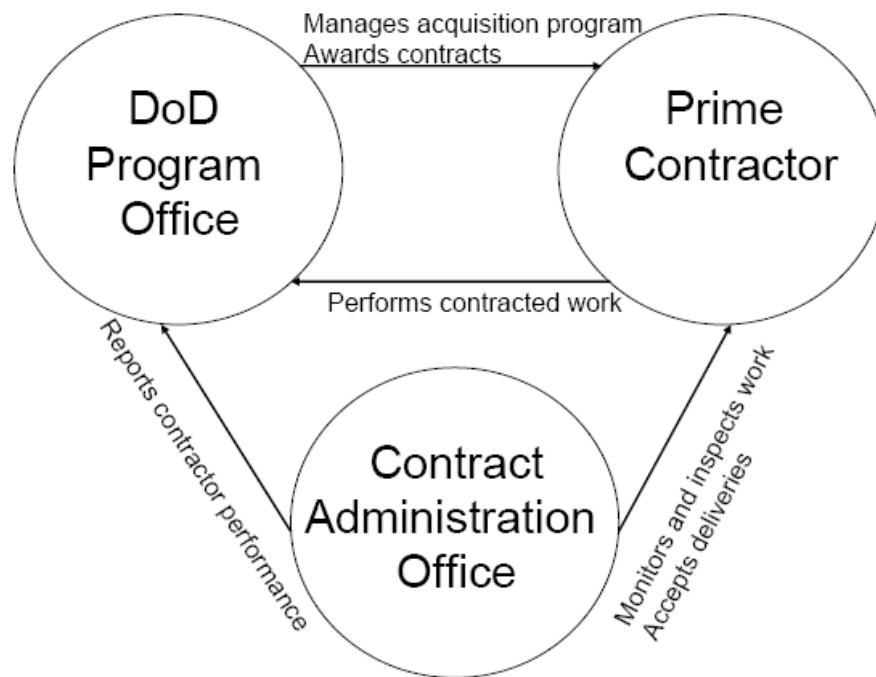 Manages acquisition program
Awards contracts
DoD
Program
Office
Prime
Contractor
Performs contracted work
Reports contractor performance
Contract
Administration
Office
Monitors and inspects work
Accepts deliveries